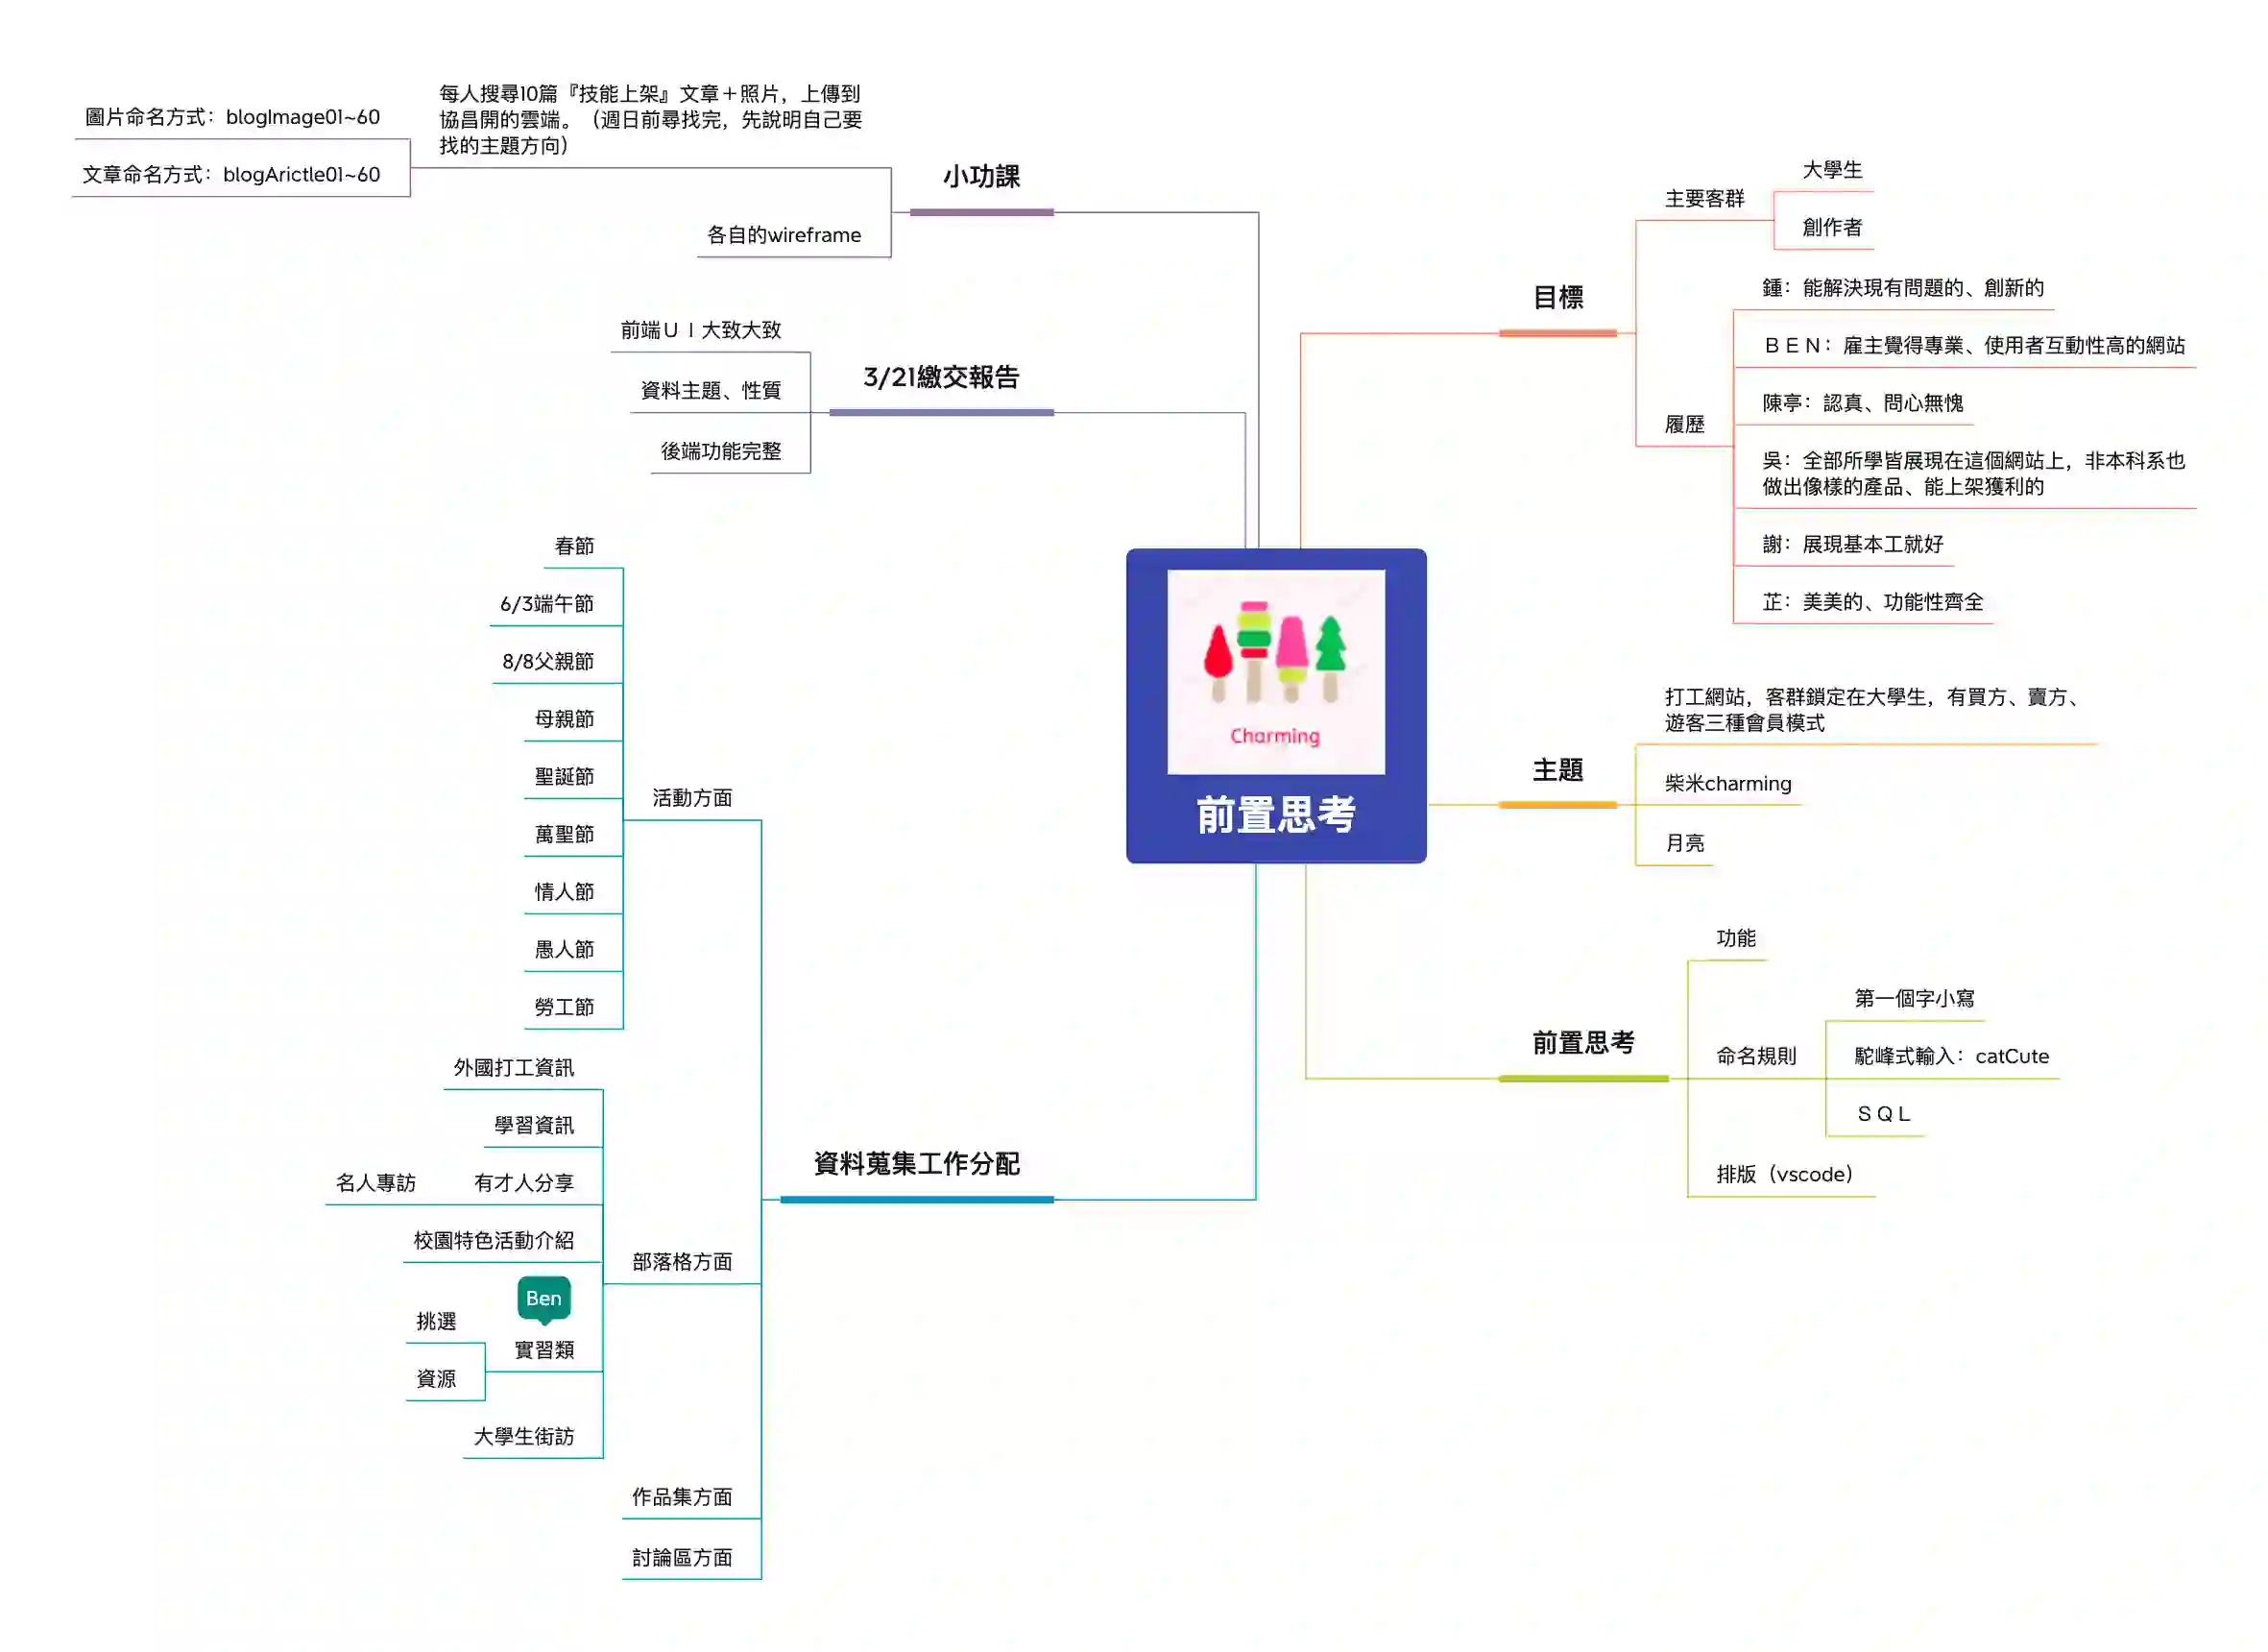 圖片命名方式：blogImage01~60
文章命名方式：blogArictle01~60
每人搜尋10篇『技能上架』文章＋照片，上傳到
協昌開的雲端。（週日前尋找完，先說明自己要
找的主題方向）
各自的wireframe
小功課
前端ＵＩ大致大致
資料主題、性質
後端功能完整
3/21繳交報告
春節
6/3端午節
8/8父親節
母親節
聖誕節
萬聖節
情人節
愚人節
勞工節
活動方面
外國打工資訊
學習資訊
名人專訪
有才人分享
校園特色活動介紹
Ben
挑選
資源
實習類
大學生街訪
部落格方面
作品集方面
討論區方面
資料蒐集工作分配
Charming
前置思考
目標
主要客群
大學生
創作者
履歷
鍾：能解決現有問題的、創新的
ＢＥＮ：雇主覺得專業、使用者互動性高的網站
陳亭：認真、問心無愧
吳：全部所學皆展現在這個網站上，非本科系也
做出像樣的產品、能上架獲利的
謝：展現基本工就好
芷：美美的、功能性齊全
主題
打工網站，客群鎖定在大學生，有買方、賣方、
遊客三種會員模式
柴米charming
月亮
前置思考
功能
命名規則
第一個字小寫
駝峰式輸入：catCute
ＳＱＬ
排版（vscode）